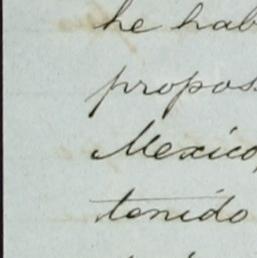 he hab
propos
Mexico,
tenido